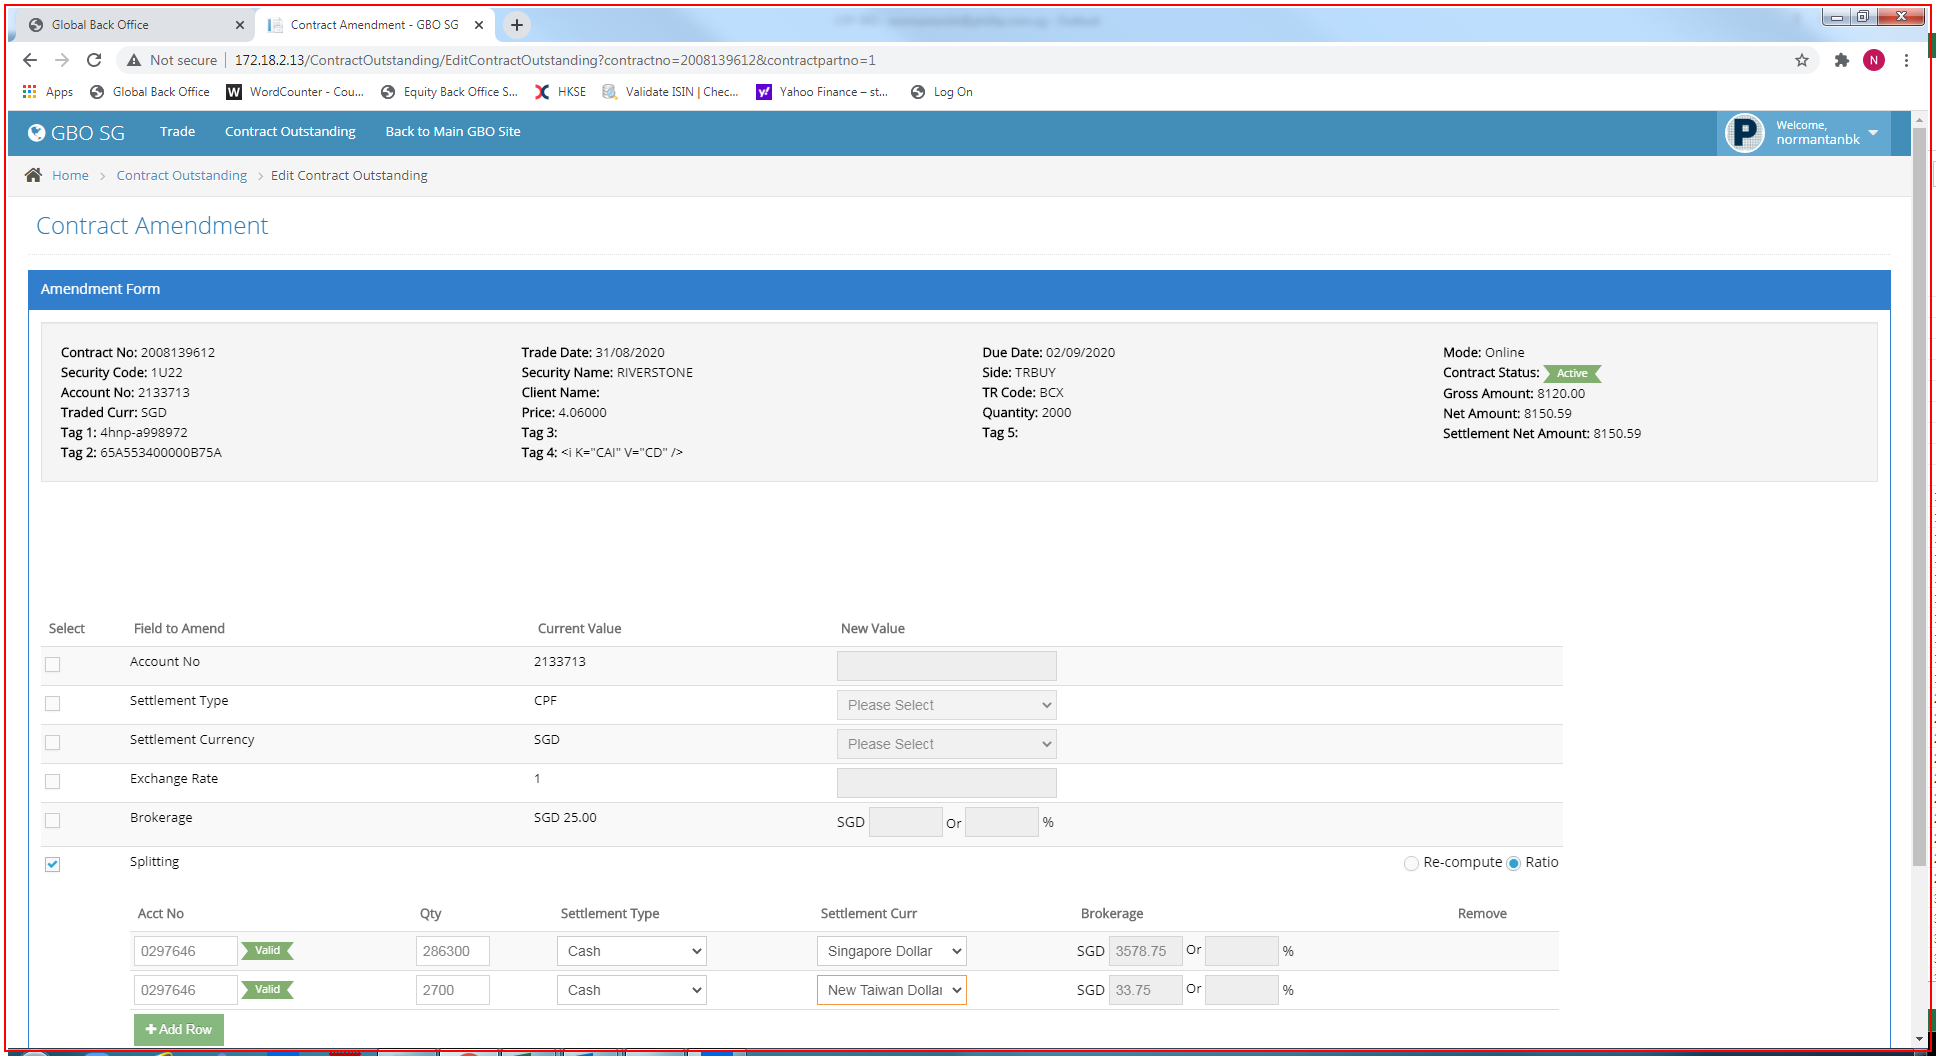 Global Back Office
Contract Amendment - GBO SG
Not secure 172.18.2.13/ContractOutstanding/EditContractOutstanding?contractno=2008139612&contractpartno=1
N
Apps Global Back Office WordCounter - Cou... Equity Back Office S... HKSE Validate ISIN | Chec... Yahoo Finance – st... Log On
GBO SG Trade Contract Outstanding Back to Main GBO Site
Welcome,
normantanbk
Home > Contract Outstanding > Edit Contract Outstanding
Contract Amendment
Amendment Form
Contract No: 2008139612 Trade Date: 31/08/2020 Due Date: 02/09/2020 Mode: Online
Security Code: 1U22 Security Name: RIVERSTONE Side: TRBUY Contract Status: Active
Account No: 2133713 Client Name: TR Code: BCX Gross Amount: 8120.00
Traded Curr: SGD Price: 4.06000 Quantity: 2000 Net Amount: 8150.59
Tag 1: 4hnp-a998972 Tag 3: Tag 5: Settlement Net Amount: 8150.59
Tag 2: 65A553400000B75A Tag 4: <i K="CAI" V="CD" />
Select Field to Amend Current Value New Value
Account No 2133713
Settlement Type CPF Please Select
Settlement Currency SGD Please Select
Exchange Rate 1
Brokerage SGD 25.00 SGD Or %
Splitting Re-compute Ratio
Acct No Qty Settlement Type Settlement Curr Brokerage Remove
0297646 Valid 286300 Cash Singapore Dollar SGD 3578.75 Or %
0297646 Valid 2700 Cash New Taiwan Dollar SGD 33.75 Or %
+ Add Row